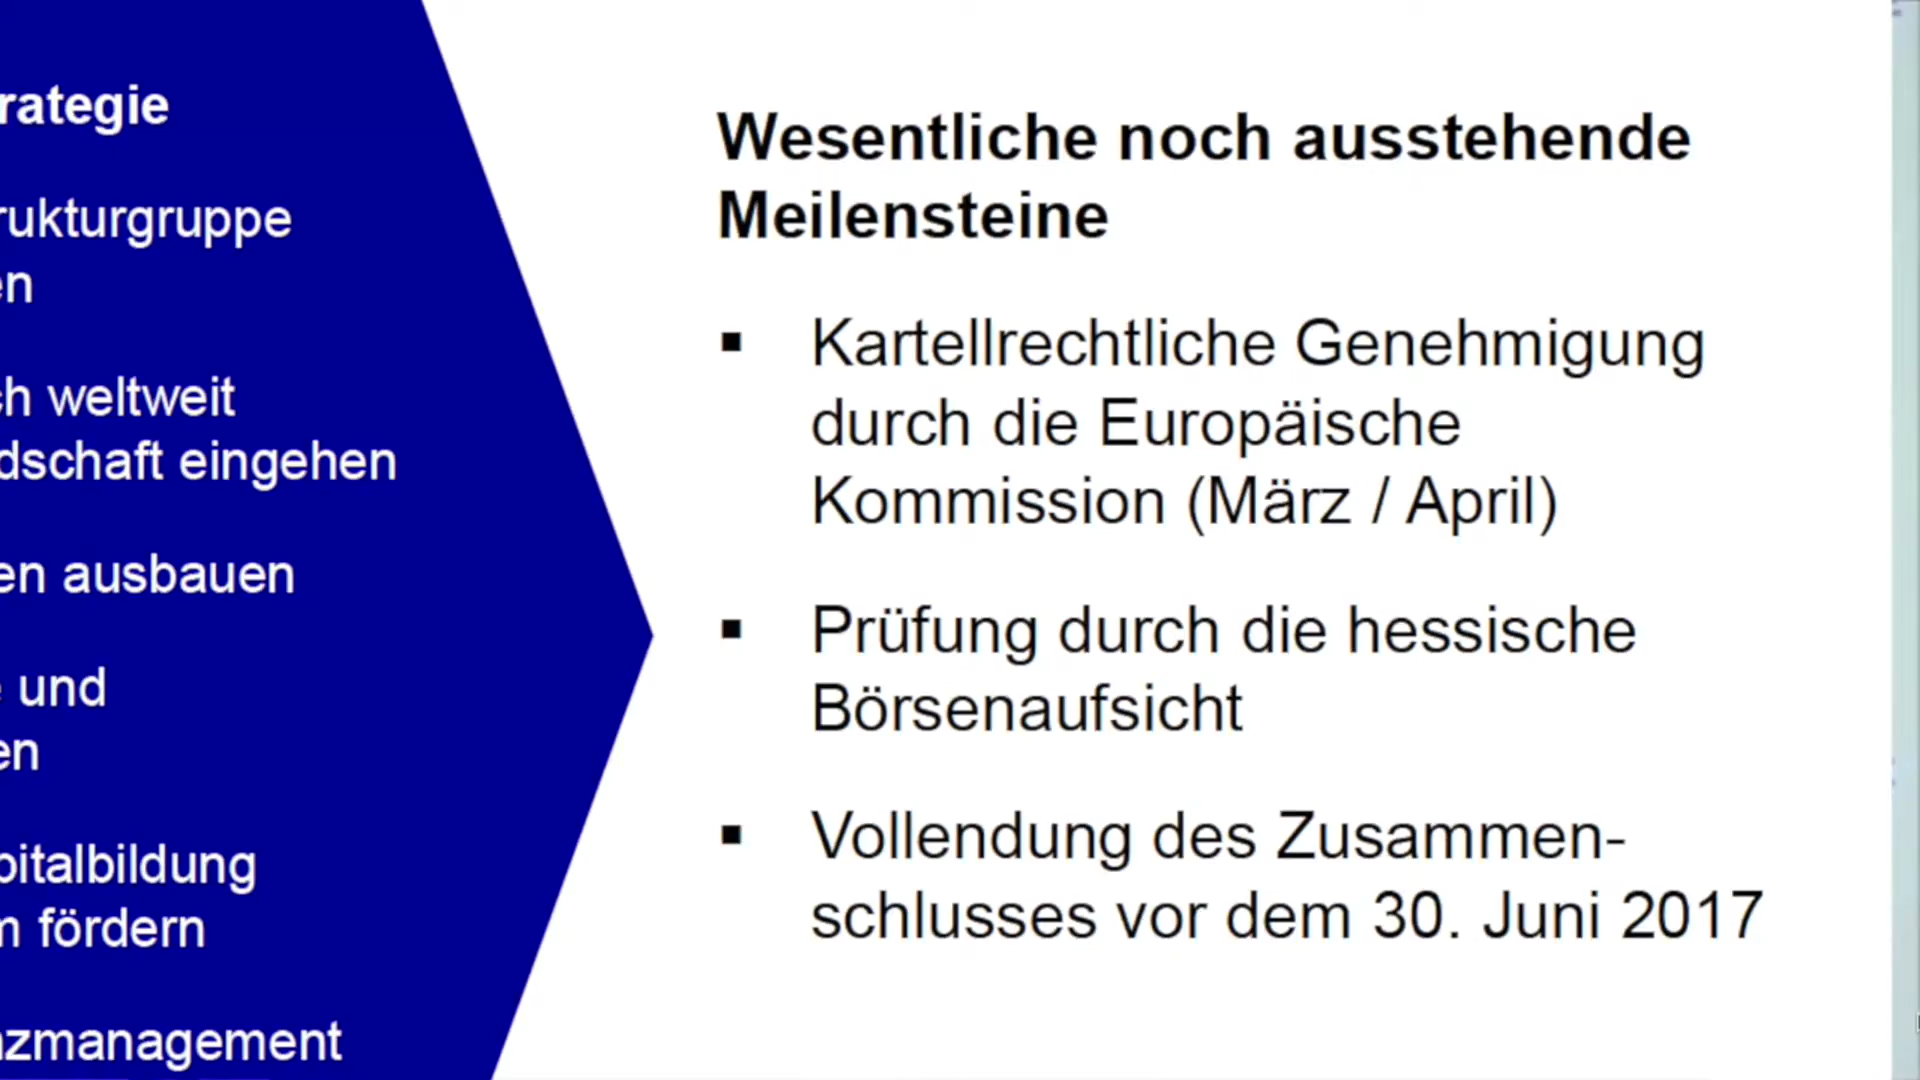 rategie
rukturgruppe
en
ch weltweit
dschaft eingehen
en ausbauen
und
en
pitalbildung
m fördern
nzmanagement
Wesentliche noch ausstehende
Meilensteine
▪ Kartellrechtliche Genehmigung
durch die Europäische
Kommission (März / April)
▪ Prüfung durch die hessische
Börsenaufsicht
▪ Vollendung des Zusammen-
schlusses vor dem 30. Juni 2017